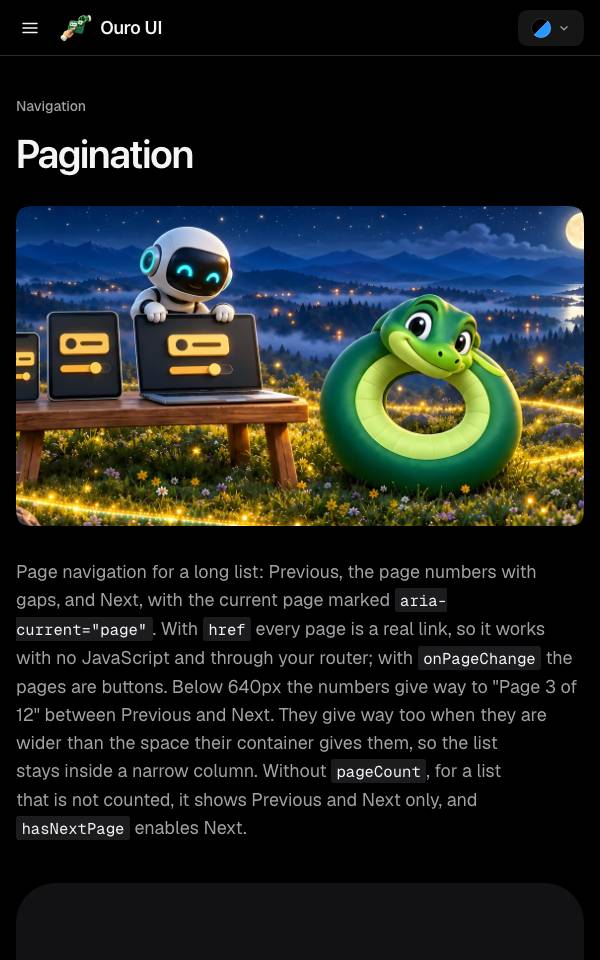 Ouro UI
Navigation
Pagination
Page navigation for a long list: Previous, the page numbers with
gaps, and Next, with the current page marked aria-
current="page". With href every page is a real link, so it works
with no JavaScript and through your router; with onPageChange the
pages are buttons. Below 640px the numbers give way to "Page 3 of
12" between Previous and Next. They give way too when they are
wider than the space their container gives them, so the list
stays inside a narrow column. Without pageCount, for a list
that is not counted, it shows Previous and Next only, and
hasNextPage enables Next.